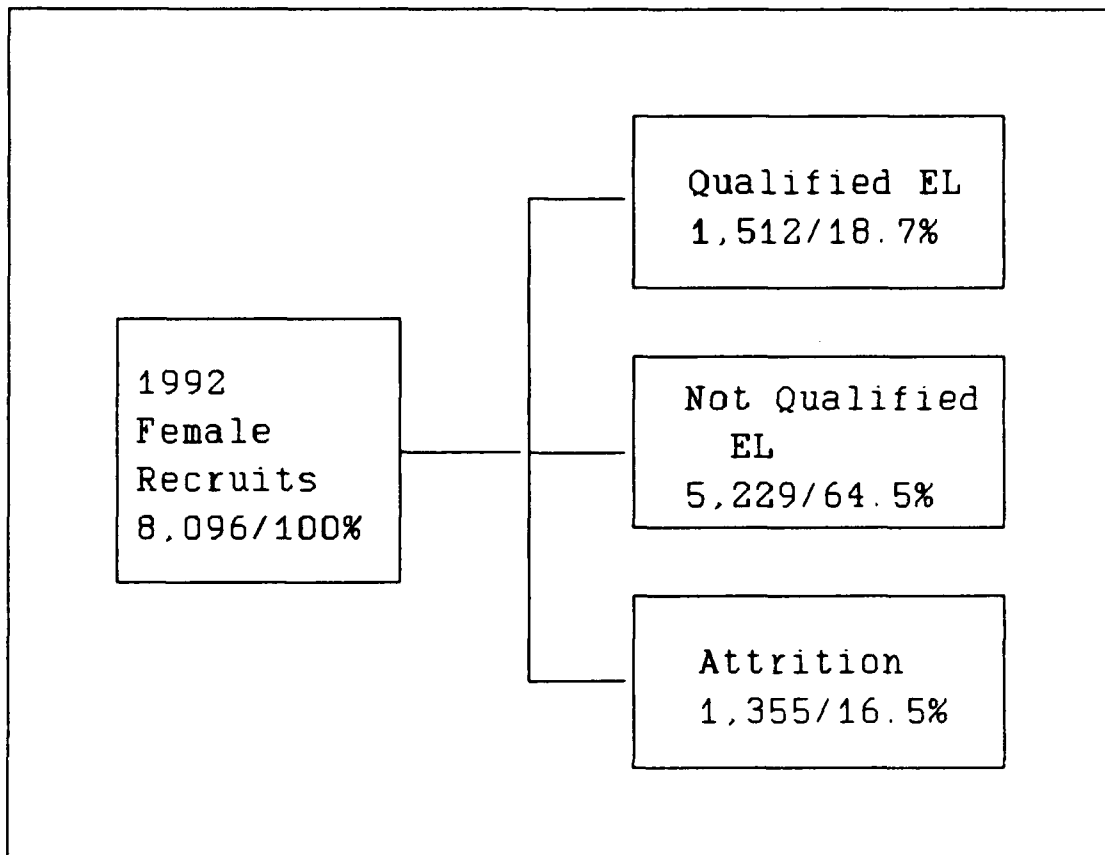 1992
Female
Recruits
8,096/100%
Qualified EL
1,512/18.7%
Not Qualified
EL
5,229/64.5%
Attrition
1,355/16.5%